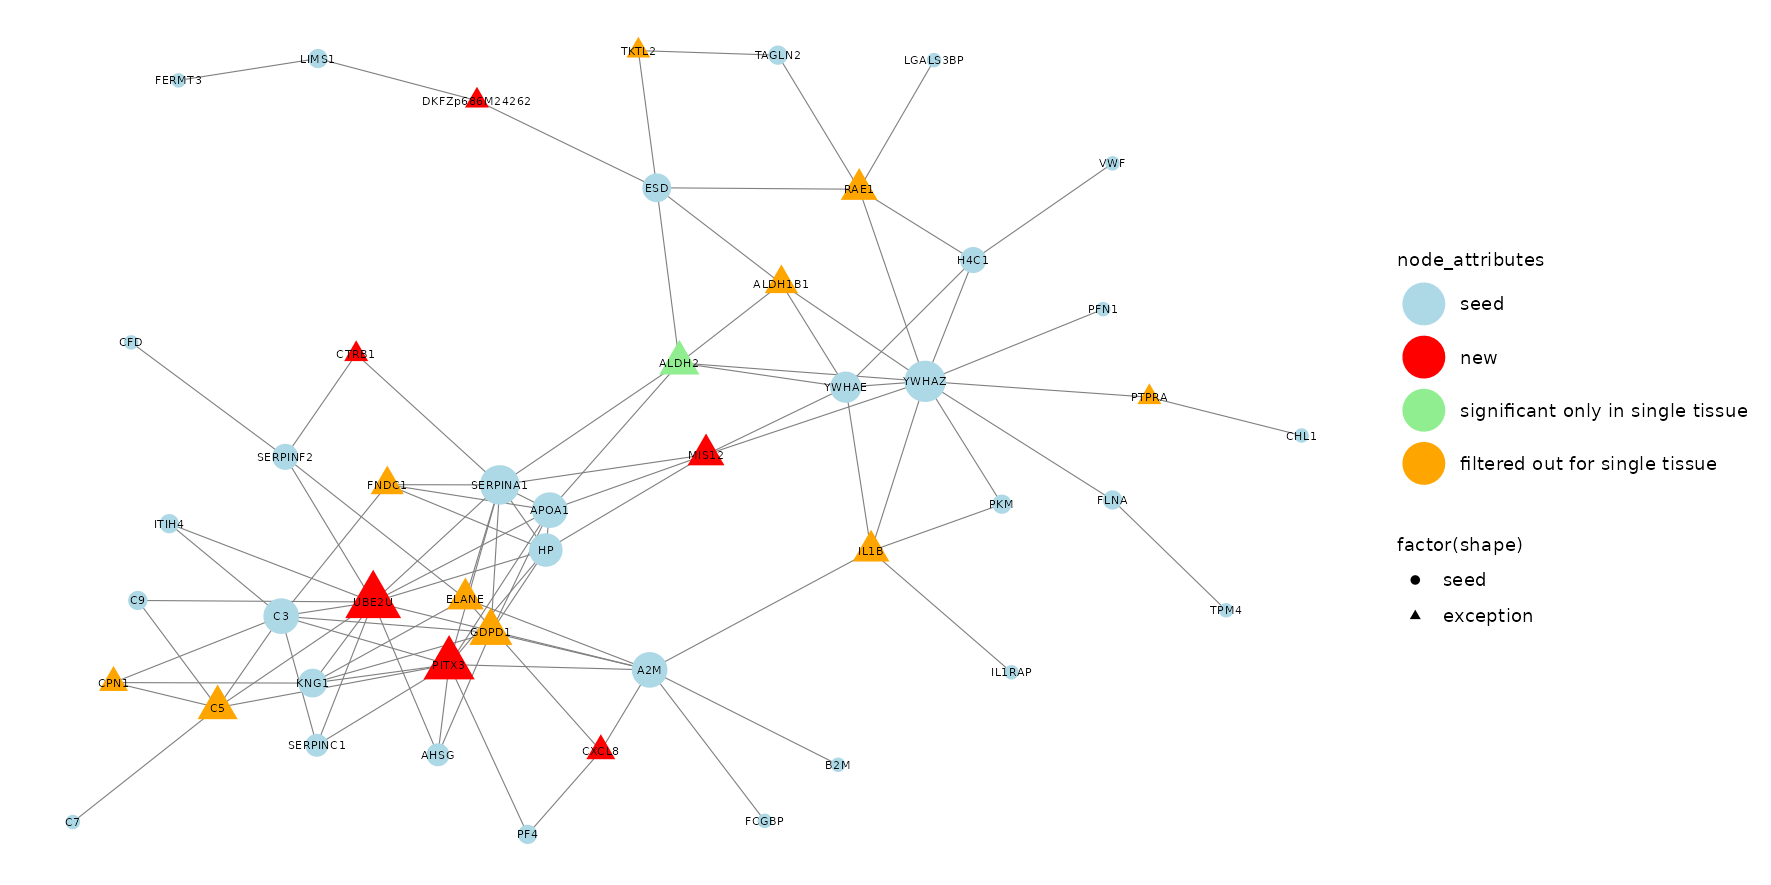 TKTL2
TAGLN2
LIMS1
LGALS3BP
FERMT3
DKFZp686M24262
VWF
ESD
RAE1
H4C1
node_attributes
ALDH1B1
seed
PFN1
CFD
CTRB1
new
ALDH2
YWHAE
YWHAZ
PTPRA
significant only in single tissue
CHL1
SERPINF2
MIS12
filtered out for single tissue
FNDC1
SERPINA1
APOA1
PKM
FLNA
ITIH4
HP
IL1B
factor(shape)
seed
C9
UBE2U
ELANE
TPM4
exception
C3
GDPD1
PITX3
A2M
IL1RAP
CPN1
KNG1
C5
SERPINC1
AHSG
CXCL8
B2M
C7
PF4
FCGBP